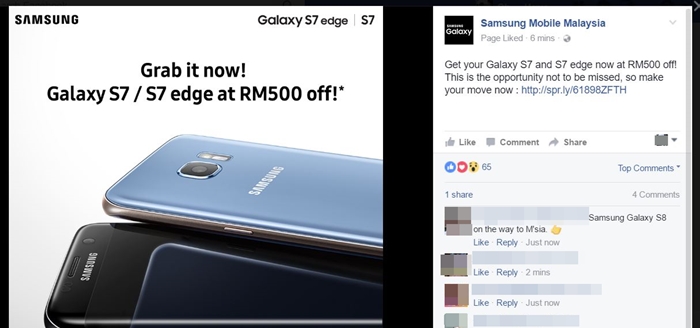 SAMSUNG
Galaxy S7 edge | S7
Grab it now!
Galaxy S7 / S7 edge at RM500 off!*
SAMSUNG
SAMSUNG
SAMSUNG
Galaxy
Samsung Mobile Malaysia
Page Liked · 6 mins ·
Get your Galaxy S7 and S7 edge now at RM500 off!
This is the opportunity not to be missed, so make
your move now : http://spr.ly/61898ZFTH
Like Comment Share
65
Top Comments
1 share
4 Comments
Samsung Galaxy S8
on the way to M'sia.
Like · Reply · Just now
Like · Reply · 2 mins
Like · Reply · Just now